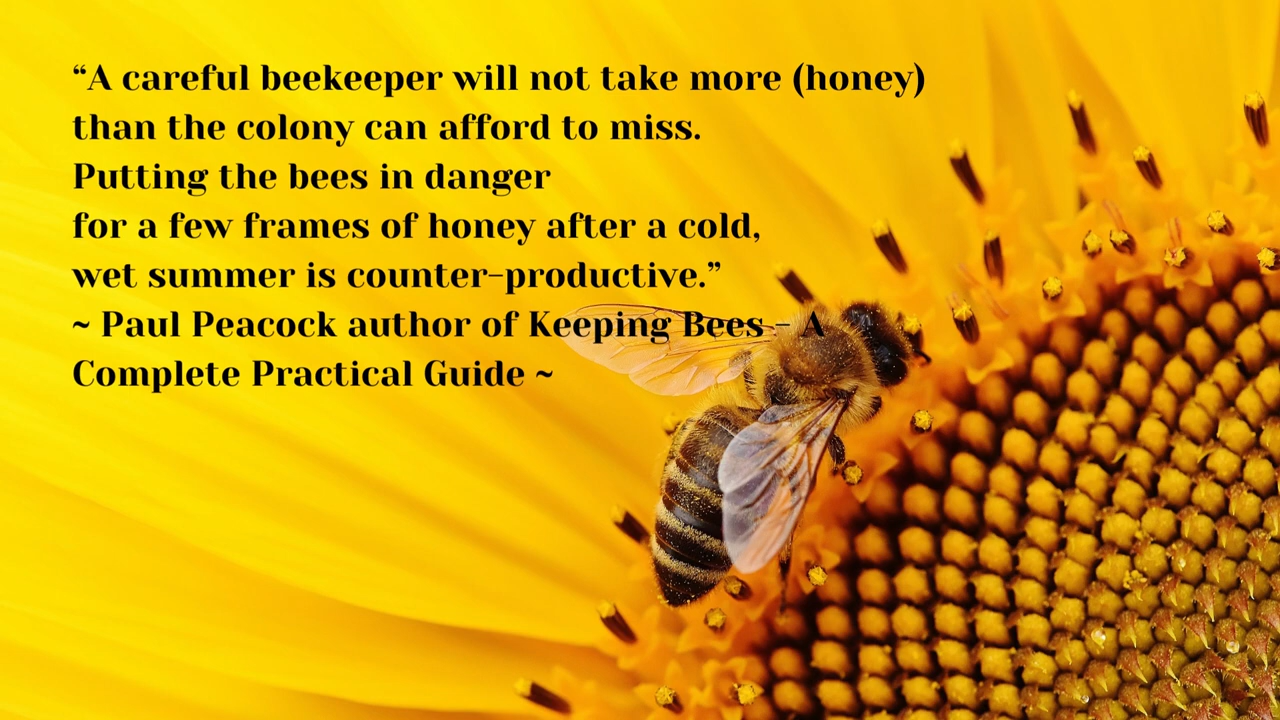 “A careful beekeeper will not take more (honey)
than the colony can afford to miss.
Putting the bees in danger
for a few frames of honey after a cold,
wet summer is counter-productive.”
~ Paul Peacock author of Keeping Bees - A
Complete Practical Guide ~